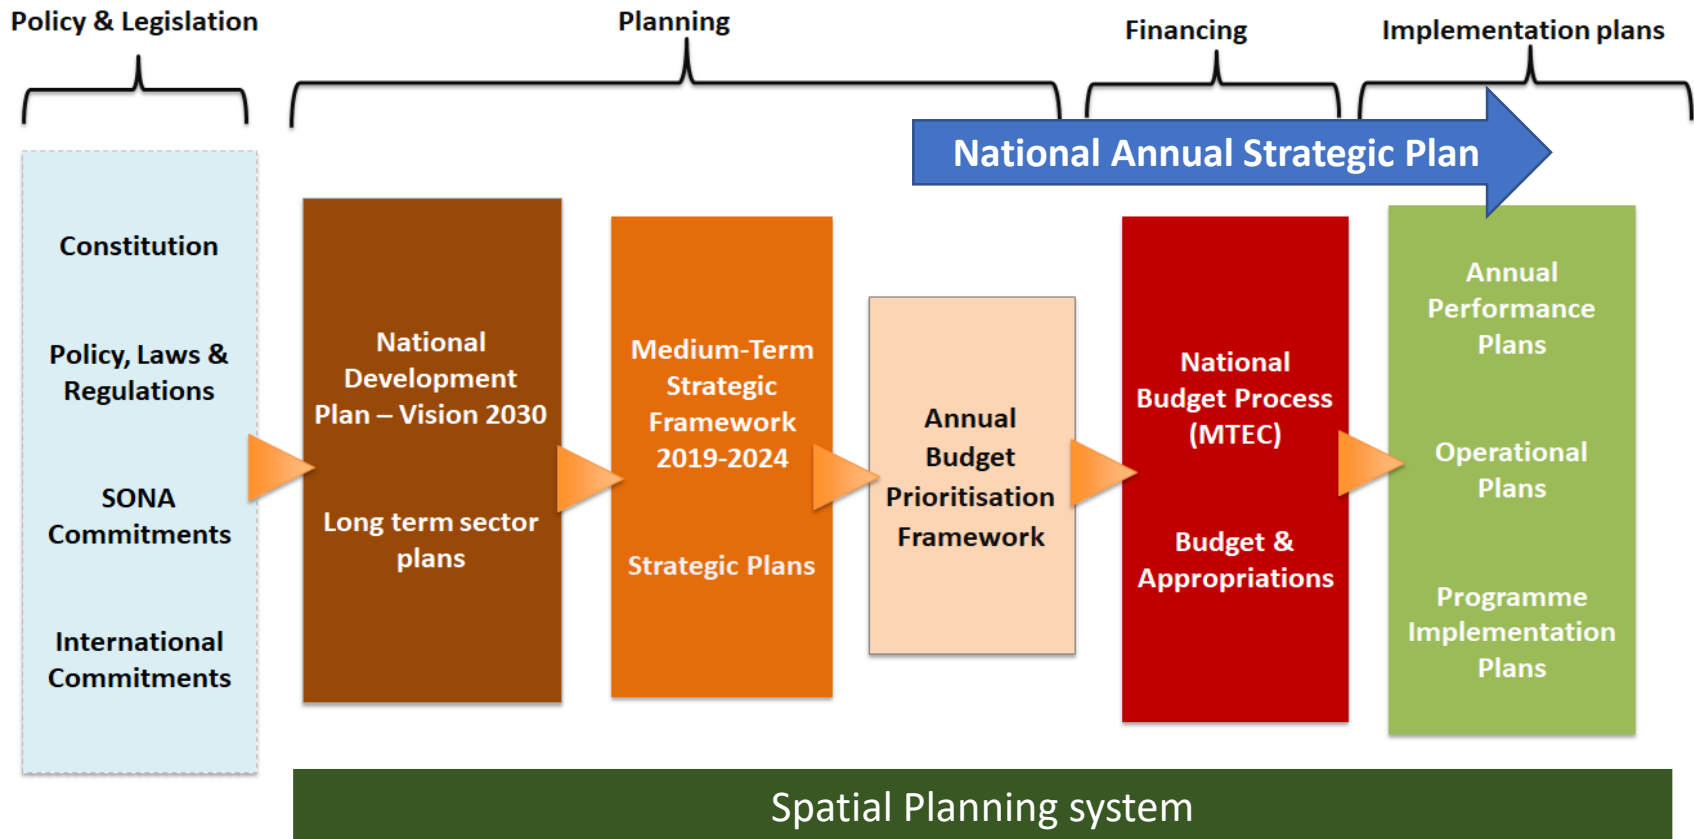 Policy & Legislation
Planning
Financing
Implementation plans
National Annual Strategic Plan
Constitution
Policy, Laws &
Regulations
SONA
Commitments
International
Commitments
National
Development
Plan – Vision 2030
Long term sector
plans
Medium-Term
Strategic
Framework
2019-2024
Strategic Plans
Annual
Budget
Prioritisation
Framework
National
Budget Process
(MTEC)
Budget &
Appropriations
Annual
Performance
Plans
Operational
Plans
Programme
Implementation
Plans
Spatial Planning system